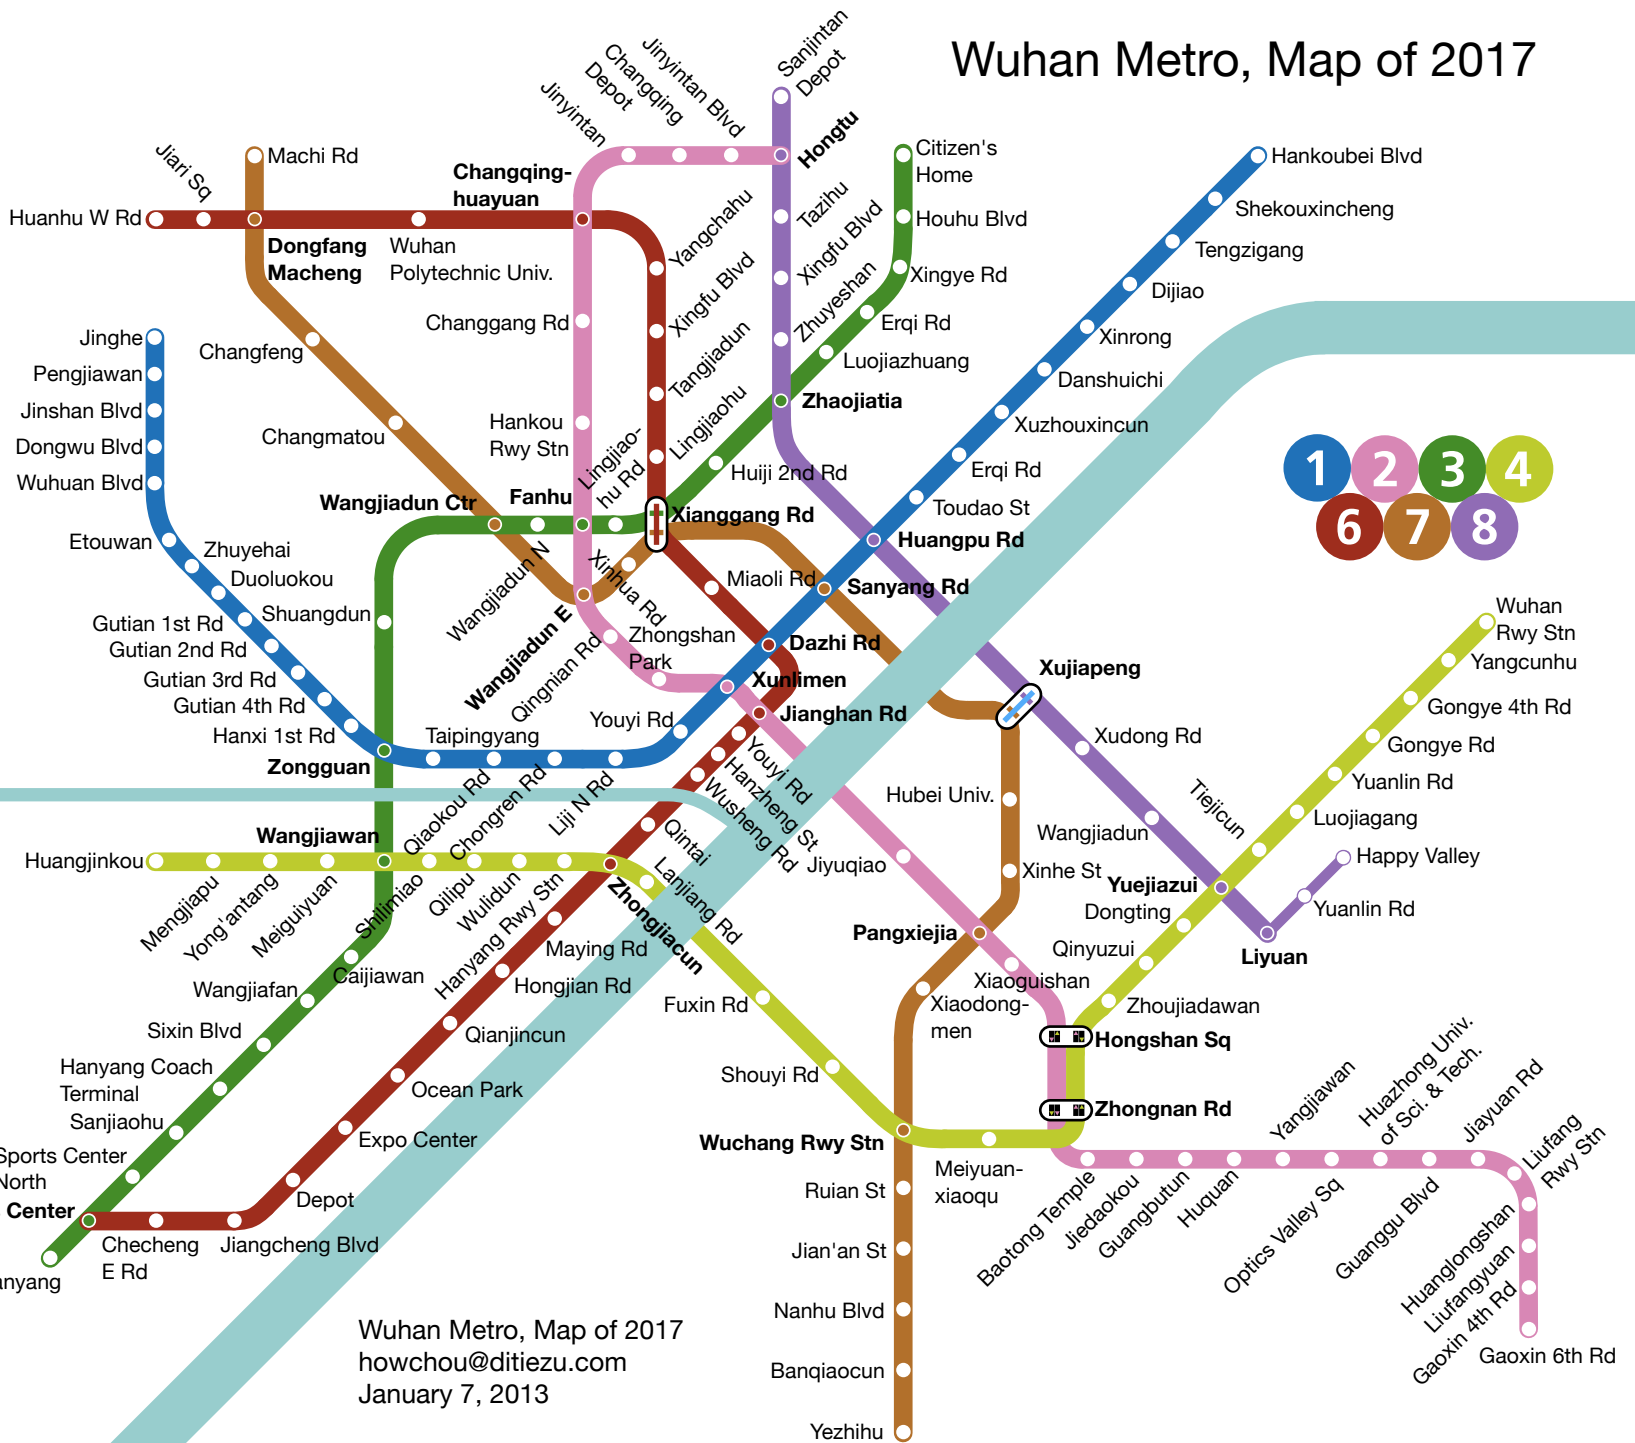 Wuhan Metro, Map of 2017
Sanjintan
Depot
Jinyintan Blvd
Changqing
Depot
Jinyintan
Hongtu
Citizen's
Home
Hankoubei Blvd
Machi Rd
Jiari Sq
Changqing-
huayuan
Huanhu W Rd
Dongfang
Macheng
Wuhan
Polytechnic Univ.
Yangchahu
Tazihu
Houhu Blvd
Shekouxincheng
Xingfu Blvd
Xingfu Blvd
Xingye Rd
Tengzigang
Dijiao
Changgang Rd
Zhuyeshan
Erqi Rd
Xinrong
Jinghe
Changfeng
Tangjiadun
Luojiazhuang
Danshuichi
Pengjiawan
Jinshan Blvd
Zhaojiatia
Xuzhouxincun
Hankou
Rwy Stn
Lingjiaohu
Changmatou
Dongwu Blvd
Lingjiao-
hu Rd
Huiji 2nd Rd
Erqi Rd
Wuhuan Blvd
Wangjiadun Ctr
Fanhu
Xianggang Rd
Toudao St
Huangpu Rd
1
2
3
4
6
7
8
Etouwan
Zhuyehai
Duoluokou
Shuangdun
Wangjiadun N
Xinhua Rd
Miaoli Rd
Sanyang Rd
Gutian 1st Rd
Gutian 2nd Rd
Gutian 3rd Rd
Gutian 4th Rd
Hanxi 1st Rd
Zongguan
Wangjiadun E
Qingnian Rd
Zhongshan
Park
Dazhi Rd
Xunlimen
Jianghan Rd
Xujiapeng
Wuhan
Rwy Stn
Yangcunhu
Gongye 4th Rd
Gongye Rd
Yuanlin Rd
Luojiagang
Tiejicun
Xudong Rd
Taipingyang
Youyi Rd
Qiaokou Rd
Chongren Rd
Liji N Rd
Youyi Rd
Hanzheng St
Wusheng Rd
Hubei Univ.
Wangjiadun
Happy Valley
Yuanlin Rd
Wangjiawan
Huangjinkou
Qintai
Lanjiang Rd
Jiyuqiao
Xinhe St
Yuejiazui
Dongting
Liyuan
Mengjiapu
Yong'antang
Meiguiyuan
Shilimiao
Qilipu
Wulidun
Hanyang Rwy Stn
Zhongjiacun
Pangxiejia
Qinyuzui
Maying Rd
Caijiawan
Hongjian Rd
Xiaoguishan
Wangjiafan
Fuxin Rd
Xiaodong-
men
Zhoujiadawan
Sixin Blvd
Qianjincun
Hongshan Sq
Hanyang Coach
Terminal
Ocean Park
Shouyi Rd
Zhongnan Rd
Sanjiaohu
Expo Center
Wuchang Rwy Stn
Meiyuan-
xiaoqu
Yangjiawan
Huazhong Univ.
of Sci. & Tech.
Jiayuan Rd
Liufang
Rwy Stn
Sports Center
North
Center
Depot
Ruian St
Baotong Temple
Jiedaokou
Guangbutun
Huquan
Optics Valley Sq
Guanggu Blvd
Huanglongshan
Liufangyuan
Gaoxin 4th Rd
Gaoxin 6th Rd
Checheng
E Rd
Jiangcheng Blvd
Jian'an St
anyang
Nanhu Blvd
Banqiaocun
Yezhihu
Wuhan Metro, Map of 2017
howchou@ditiezu.com
January 7, 2013